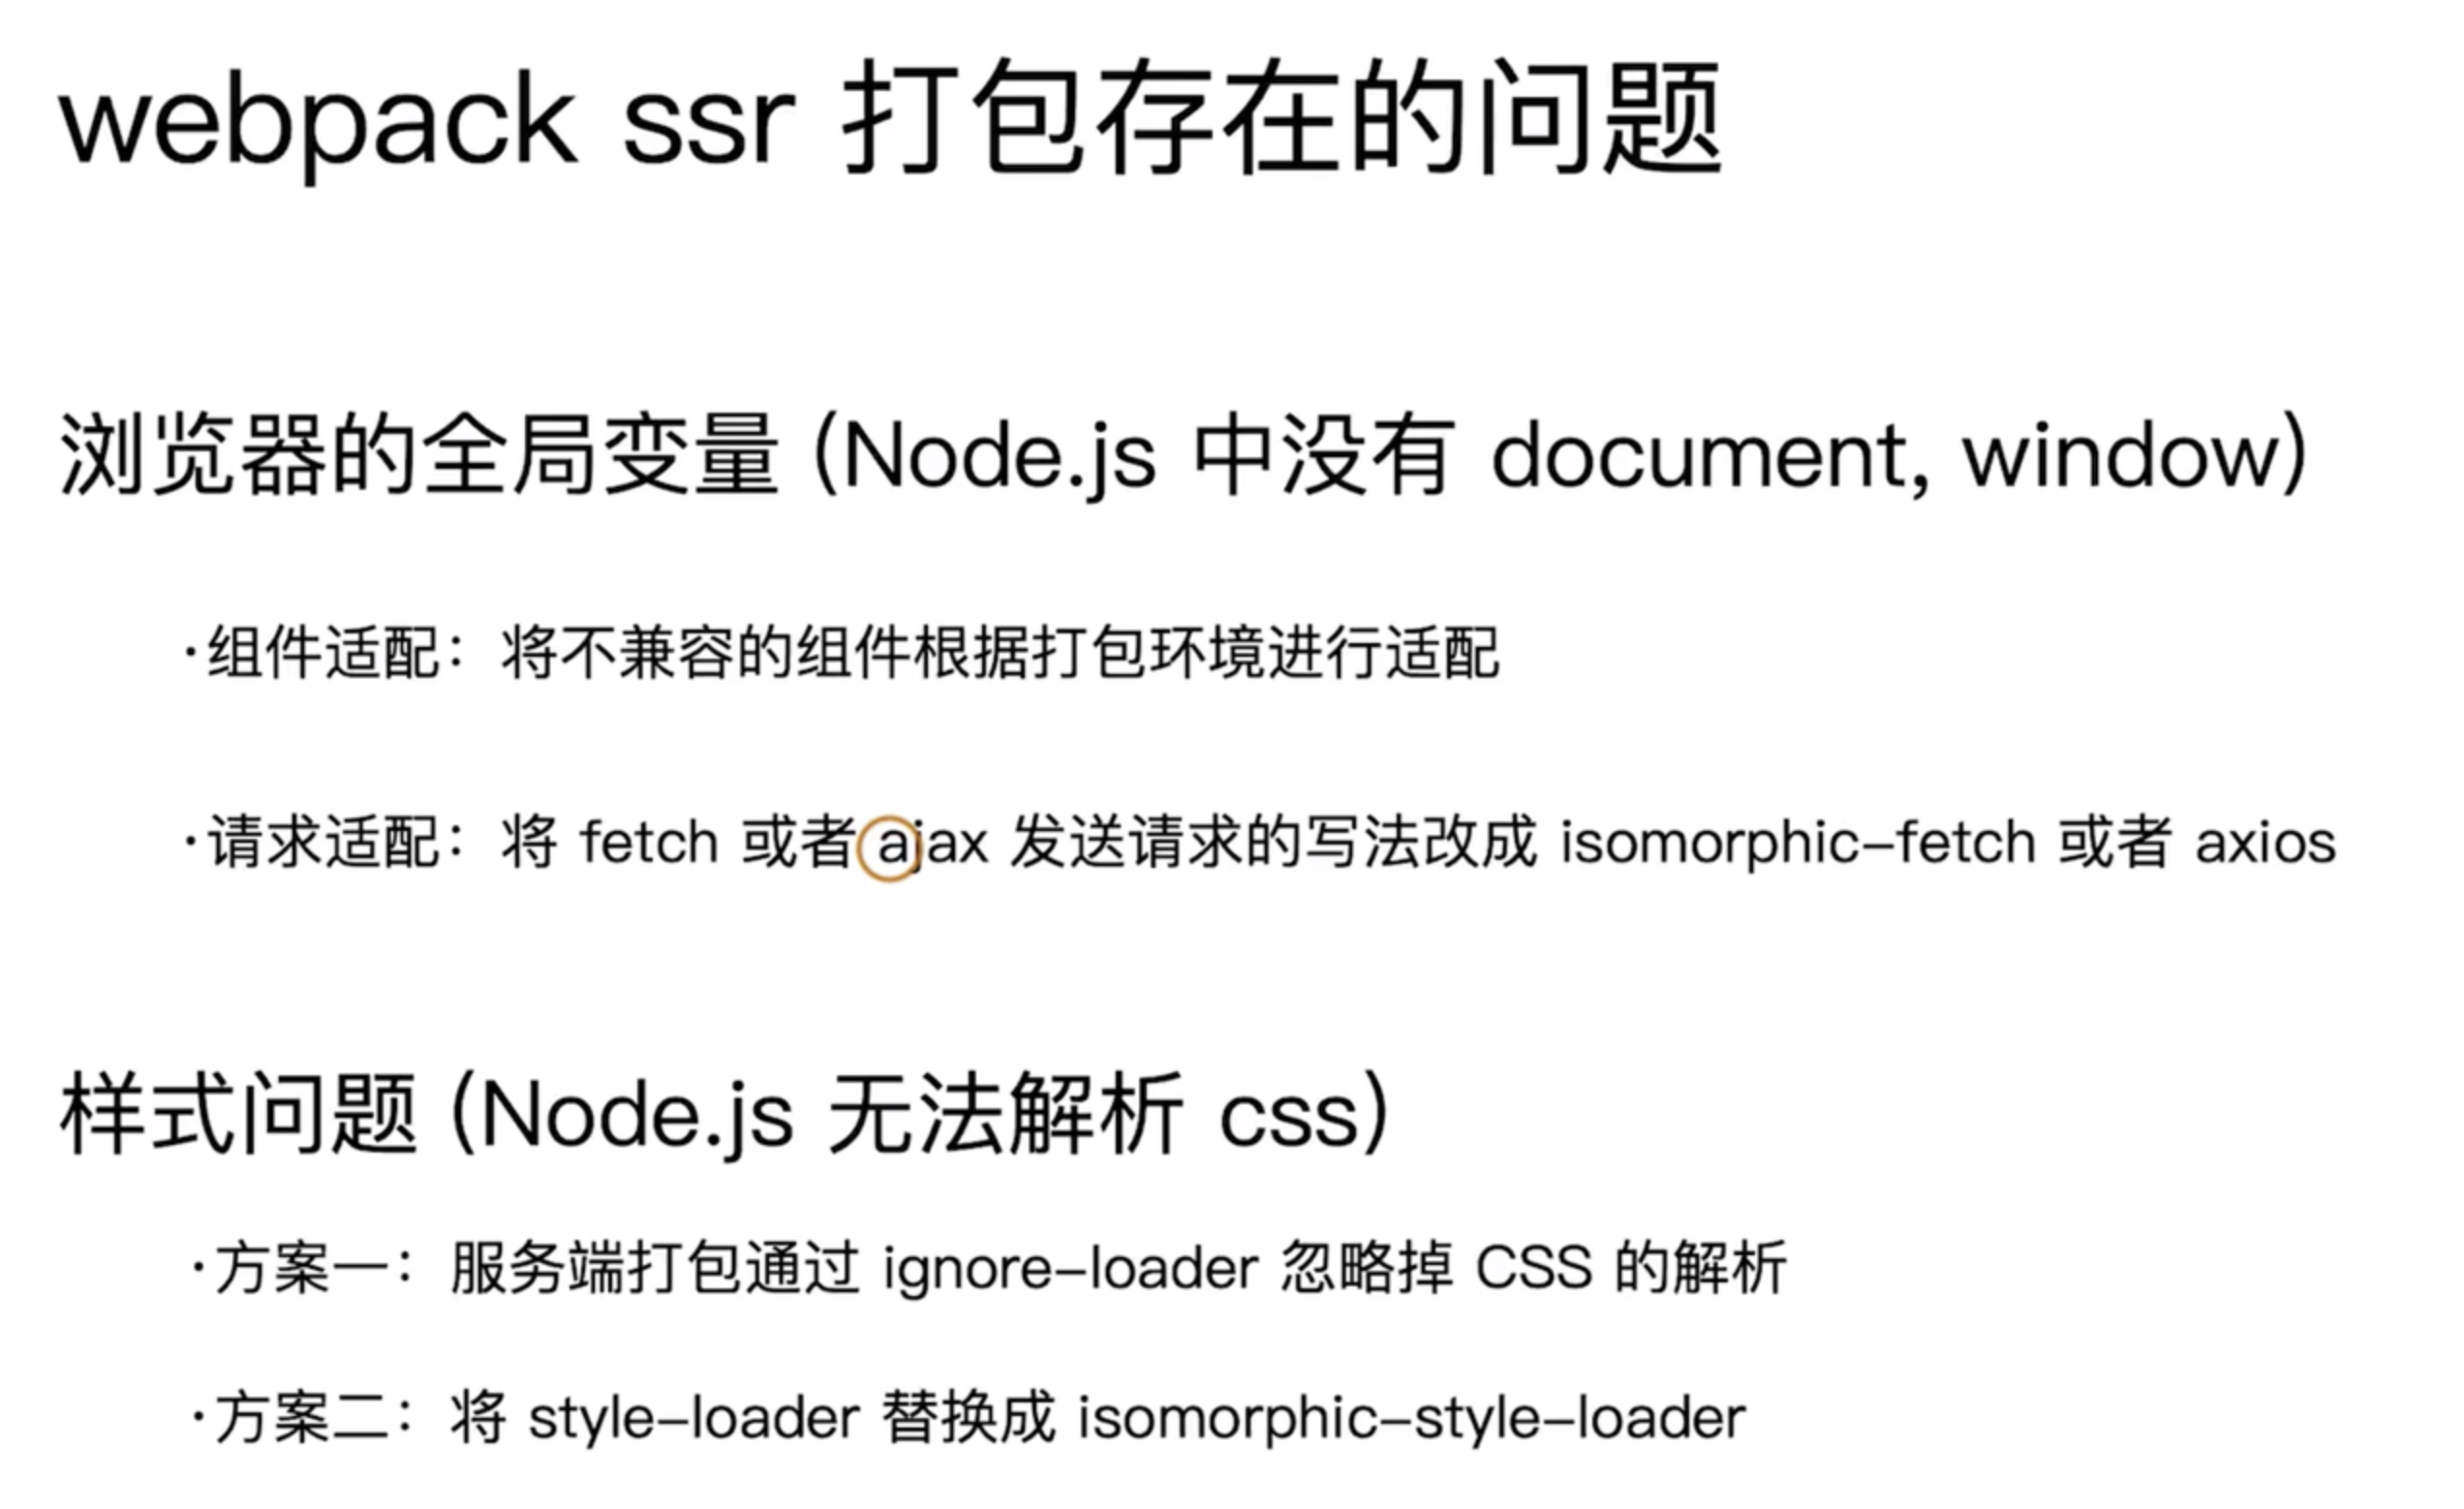 webpack ssr 打包存在的问题
浏览器的全局变量 (Node.js 中没有 document, window)
·组件适配：将不兼容的组件根据打包环境进行适配
·请求适配：将 fetch 或者 ajax 发送请求的写法改成 isomorphic-fetch 或者 axios
样式问题 (Node.js 无法解析 css)
·方案一：服务端打包通过 ignore-loader 忽略掉 CSS 的解析
·方案二：将 style-loader 替换成 isomorphic-style-loader